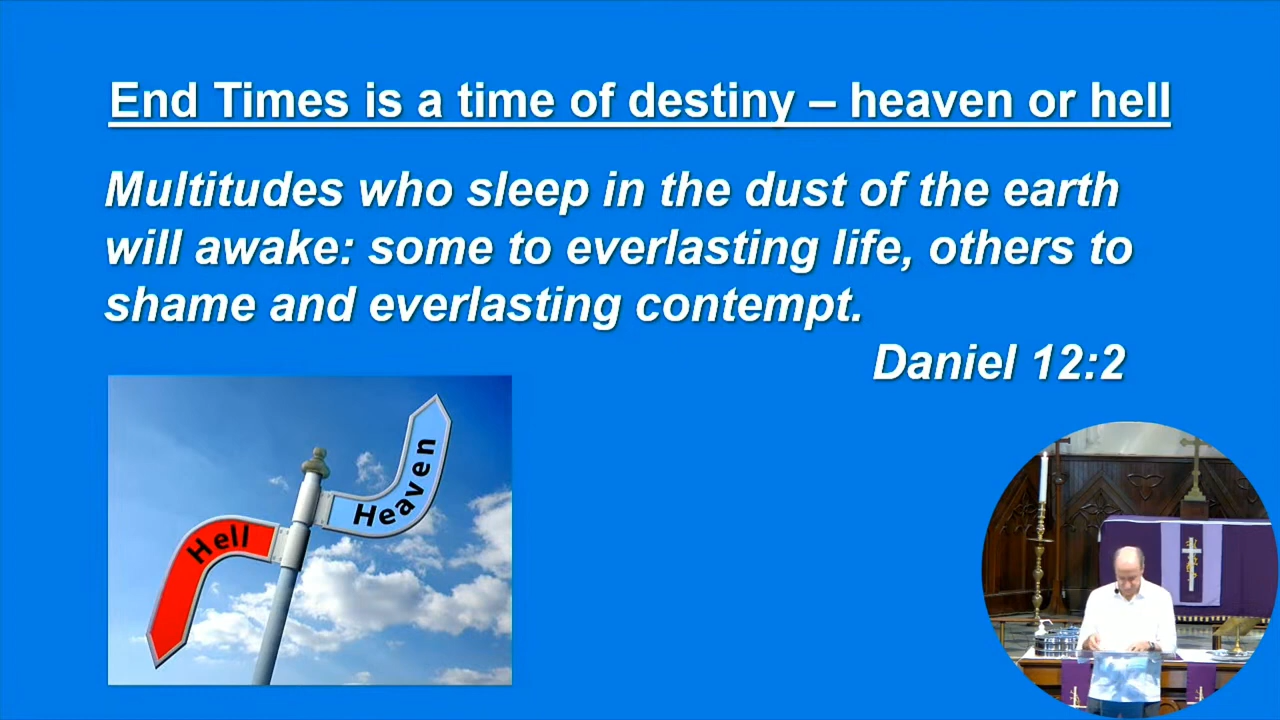 End Times is a time of destiny – heaven or hell
Multitudes who sleep in the dust of the earth
will awake: some to everlasting life, others to
shame and everlasting contempt.
Daniel 12:2
Heaven
Hell